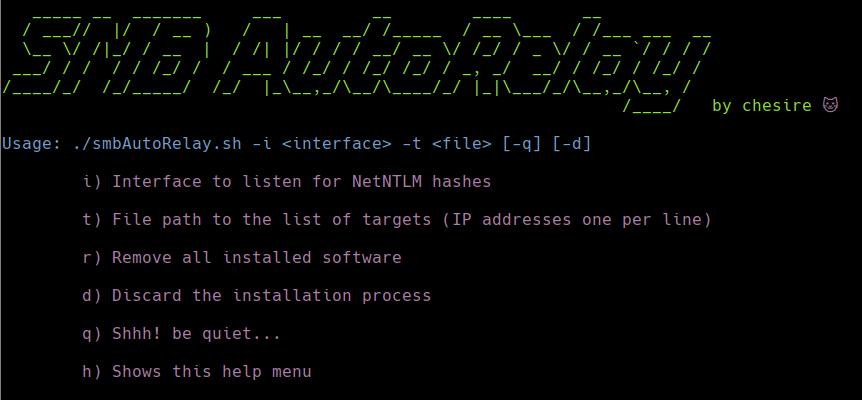 SMB AutoRelay
by chesire 🐱
Usage: ./smbAutoRelay.sh -i <interface> -t <file> [-q] [-d]
i) Interface to listen for NetNTLM hashes
t) File path to the list of targets (IP addresses one per line)
r) Remove all installed software
d) Discard the installation process
q) Shhh! be quiet...
h) Shows this help menu